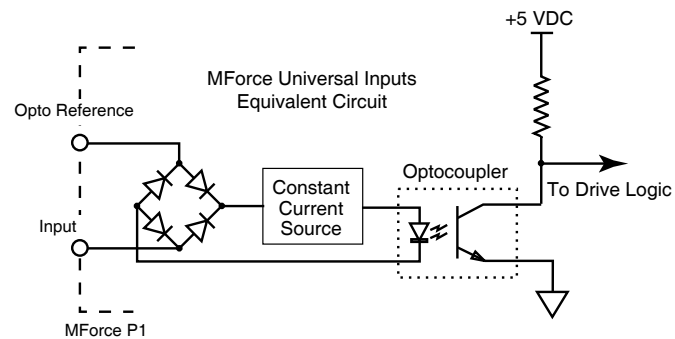 +5 VDC
MForce Universal Inputs
Equivalent Circuit
Opto Reference
Optocoupler
Constant
Current
Source
To Drive Logic
Input
MForce P1